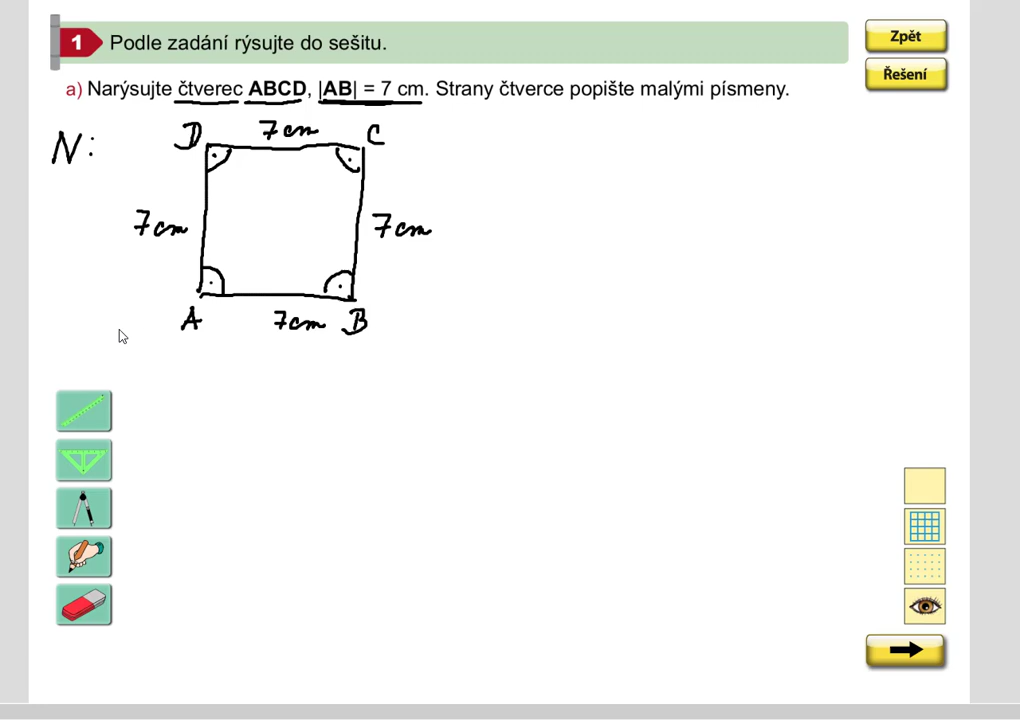 1 Podle zadání rýsujte do sešitu.
Zpět
Řešení
a) Narýsujte čtverec ABCD, |AB| = 7 cm. Strany čtverce popište malými písmeny.
N:
D 7cm C
7cm 7cm
A 7cm B